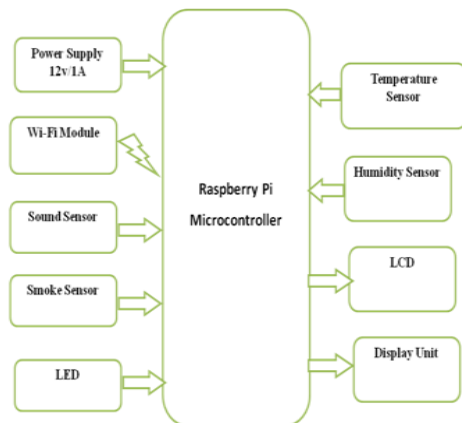 Power Supply
12v/1A
Wi-Fi Module
Sound Sensor
Smoke Sensor
LED
Raspberry Pi
Microcontroller
Temperature
Sensor
Humidity Sensor
LCD
Display Unit